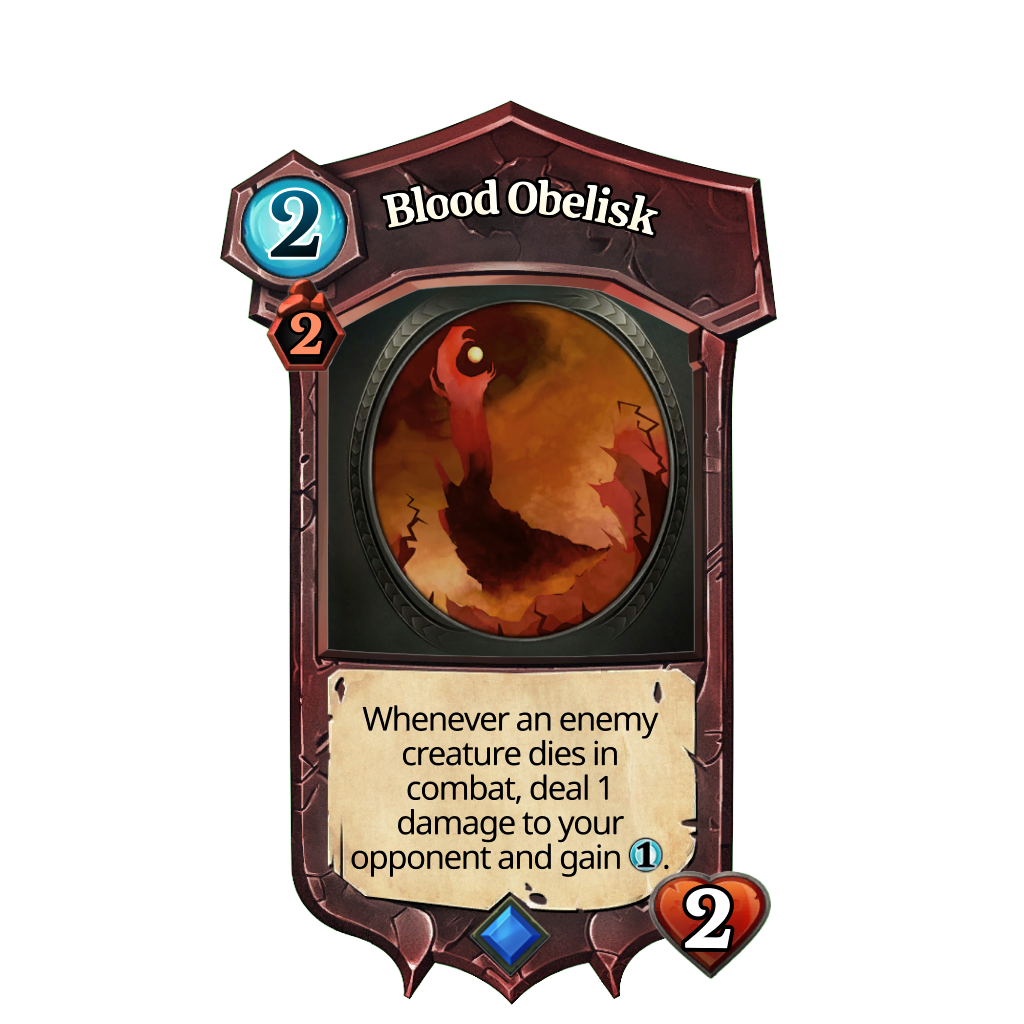 2
Blood Obelisk
2
Whenever an enemy
creature dies in
combat, deal 1
damage to your
opponent and gain 1.
2